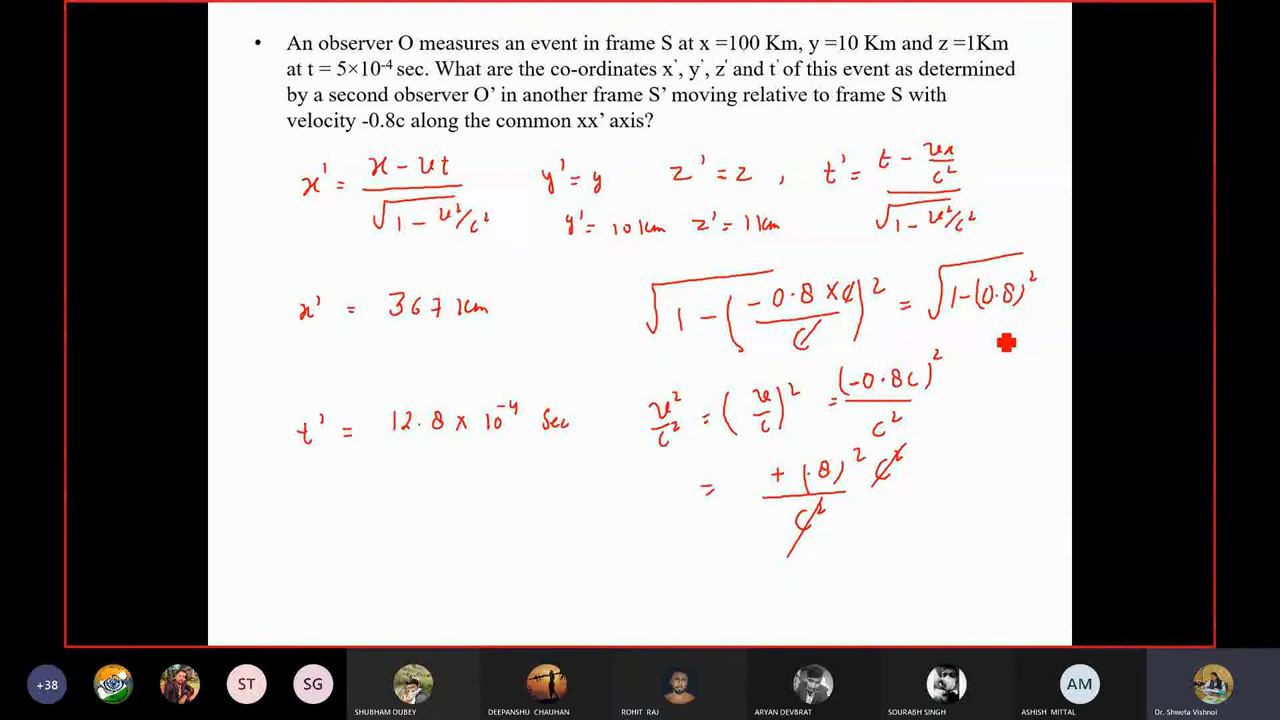 • An observer O measures an event in frame S at x =100 Km, y =10 Km and z =1Km
at t = 5×10⁻⁴ sec. What are the co-ordinates x’, y’, z’ and t’ of this event as determined
by a second observer O’ in another frame S’ moving relative to frame S with
velocity -0.8c along the common xx’ axis?
x' = (x - vt) / √(1 - v²/c²) y' = y z' = z , t' = (t - vx/c²) / √(1 - v²/c²)
y' = 10 km z' = 1 km
x' = 367 km √(1 - (-0.8 × c / c)²) = √(1 - (0.8)²)
t' = 12.8 × 10⁻⁴ sec v²/c² = (v/c)² = (-0.8c)² / c²
= + (.8)² c² / c²
+38
ST
SG
SHUBHAM DUBEY
DEEPANSHU CHAUHAN
ROHIT RAJ
ARYAN DEVBRAT
SOURABH SINGH
AM
ASHISH MITTAL
Dr. Shweta Vishnoi